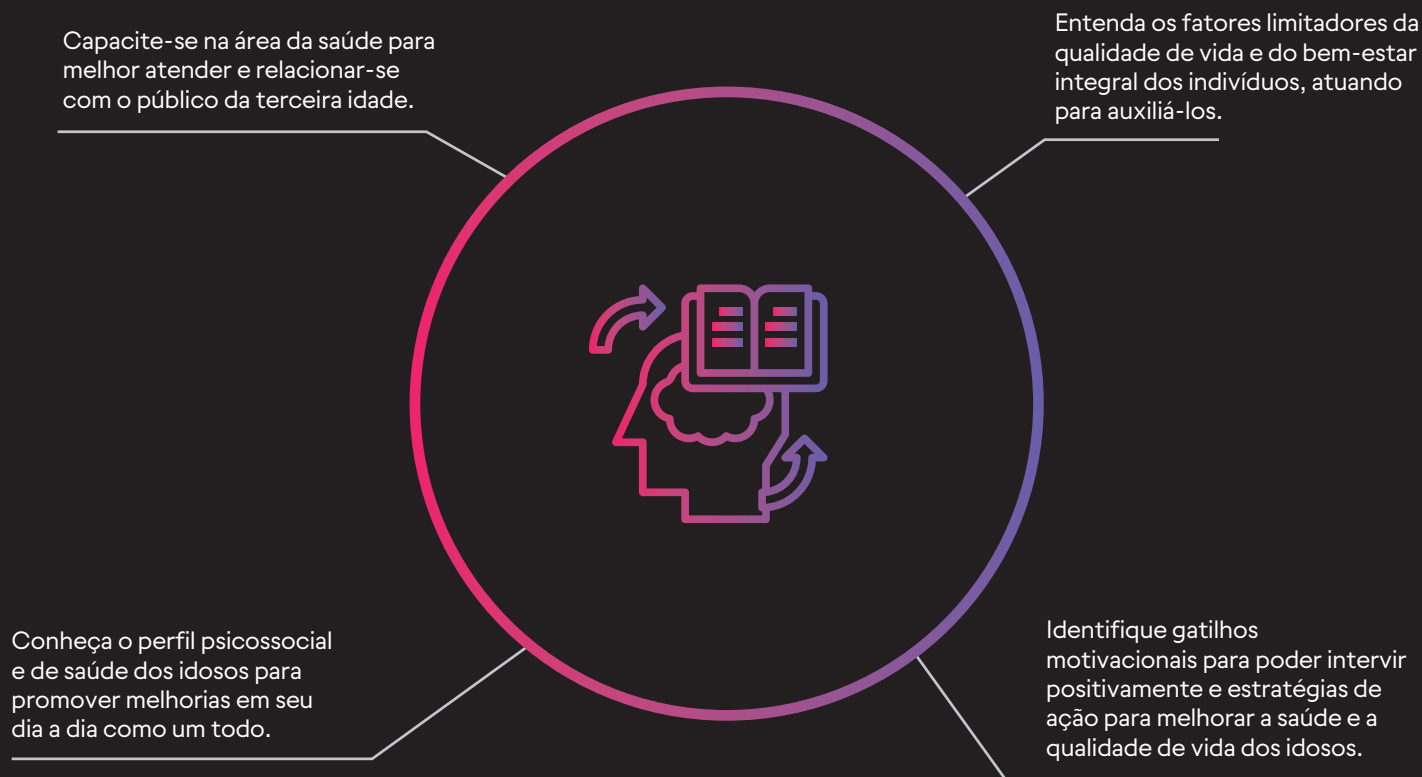 Capacite-se na área da saúde para
melhor atender e relacionar-se
com o público da terceira idade.
Entenda os fatores limitadores da
qualidade de vida e do bem-estar
integral dos indivíduos, atuando
para auxiliá-los.
Conheça o perfil psicossocial
e de saúde dos idosos para
promover melhorias em seu
dia a dia como um todo.
Identifique gatilhos
motivacionais para poder intervir
positivamente e estratégias de
ação para melhorar a saúde e a
qualidade de vida dos idosos.